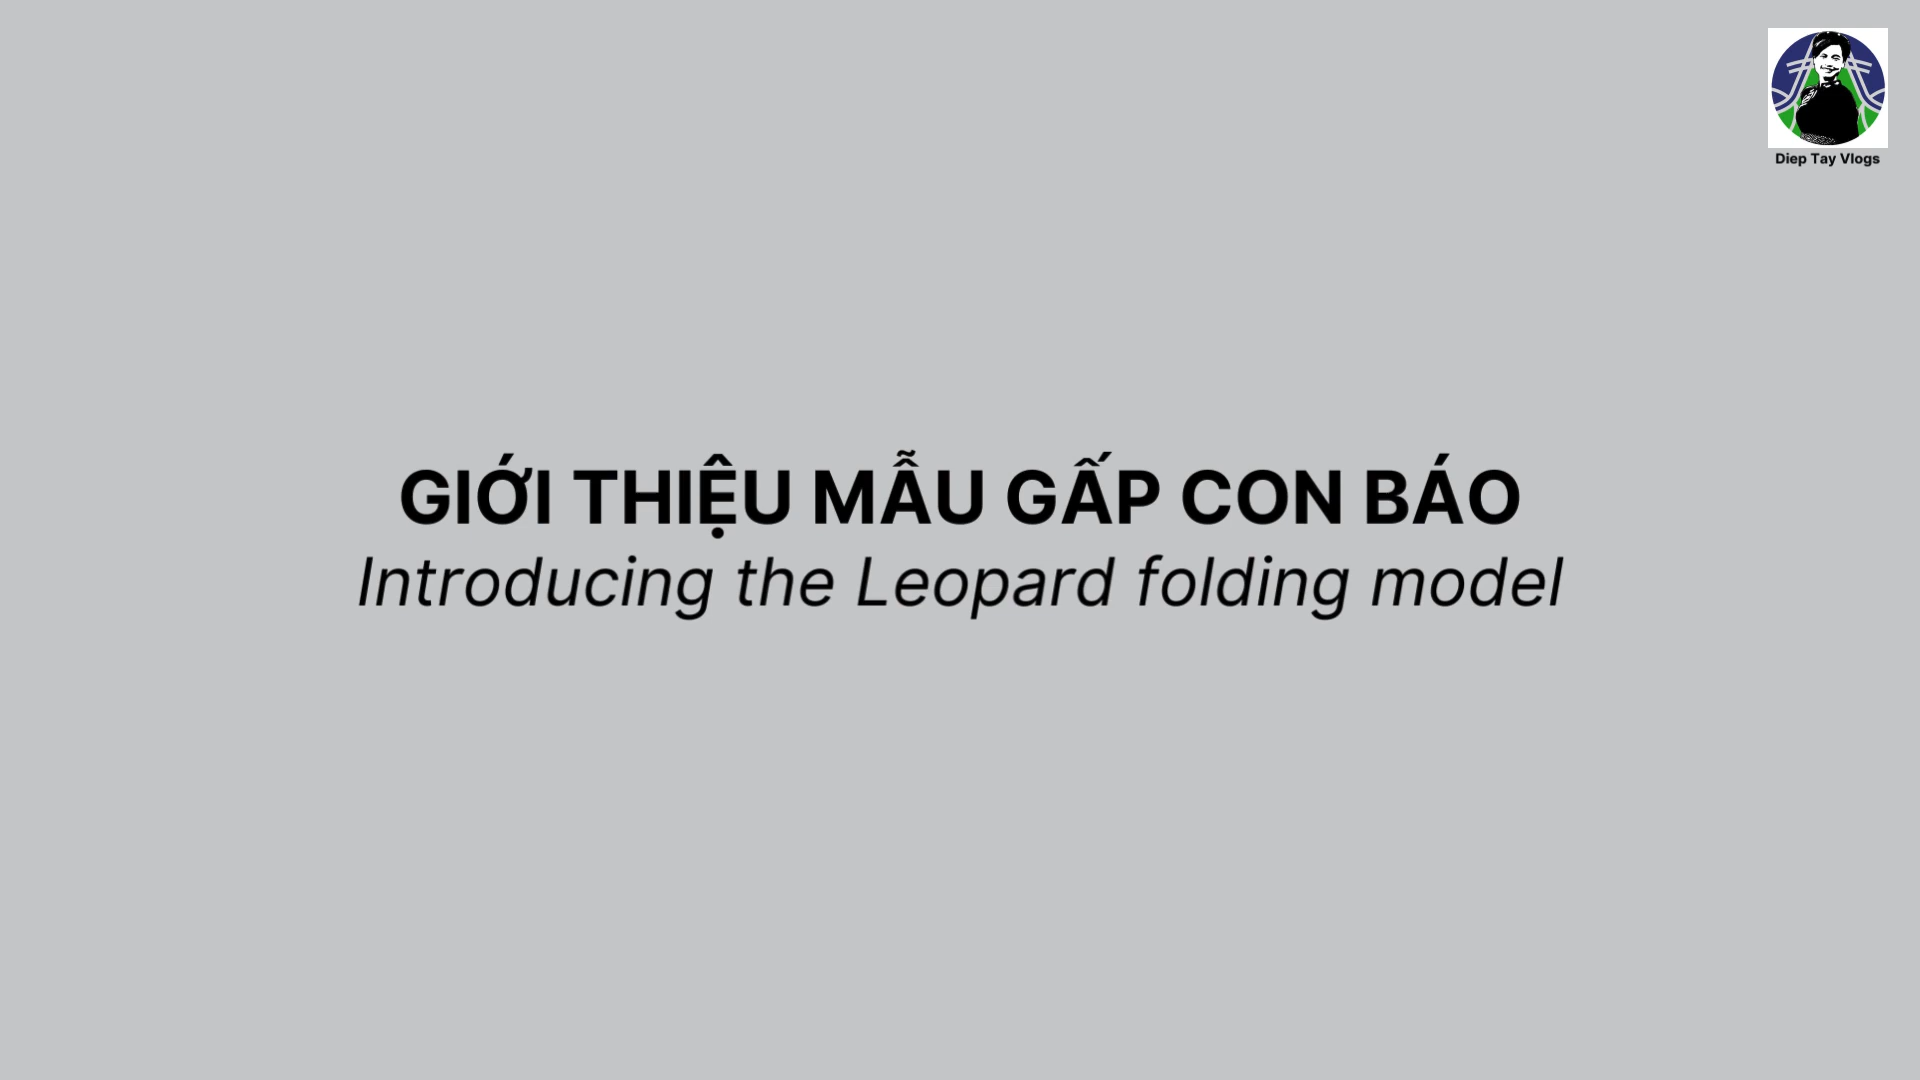 Diep Tay Vlogs
GIỚI THIỆU MẪU GẤP CON BÁO
Introducing the Leopard folding model